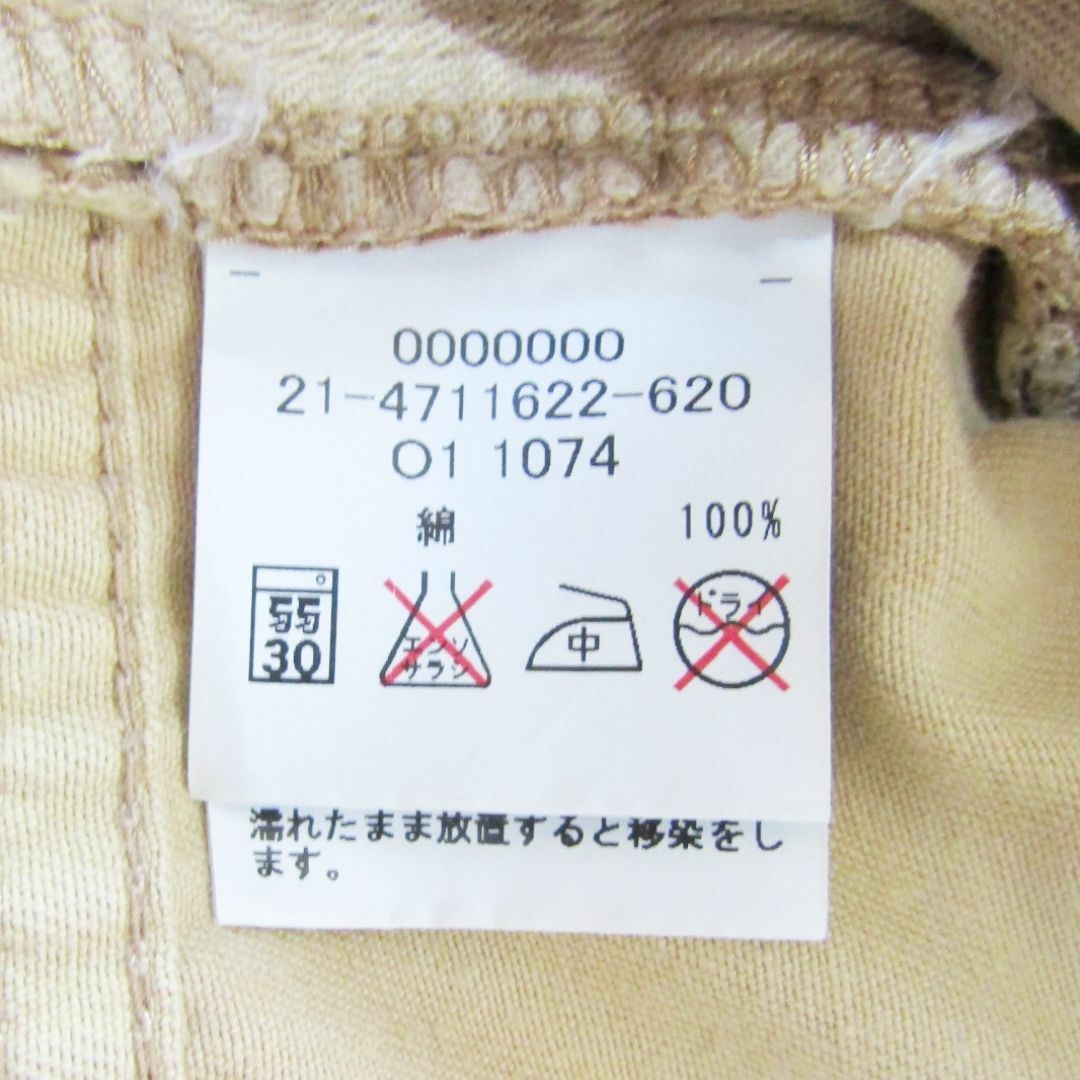 0000000
21-4711622-620
01 1074
綿 100%
弱
30
エンソ
サラシ
中
ドライ
濡れたまま放置すると移染をし
ます。